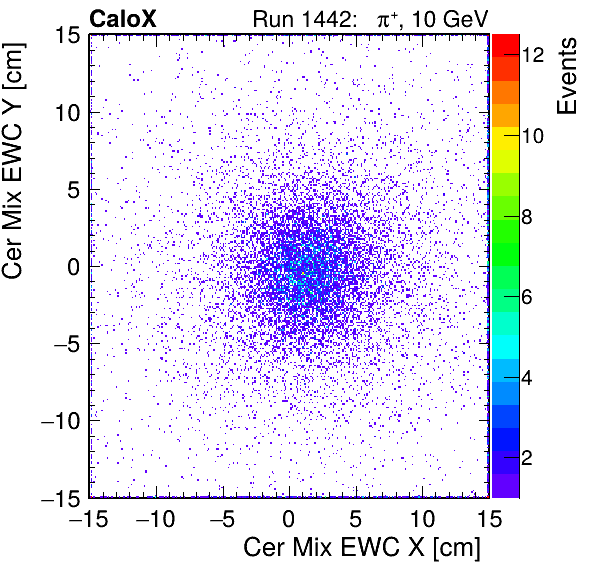 CaloX Run 1442: π⁺, 10 GeV
Cer Mix EWC Y [cm]
15
10
5
0
−5
−10
−15
−15 −10 −5 0 5 10 15
Cer Mix EWC X [cm]
Events
12
10
8
6
4
2